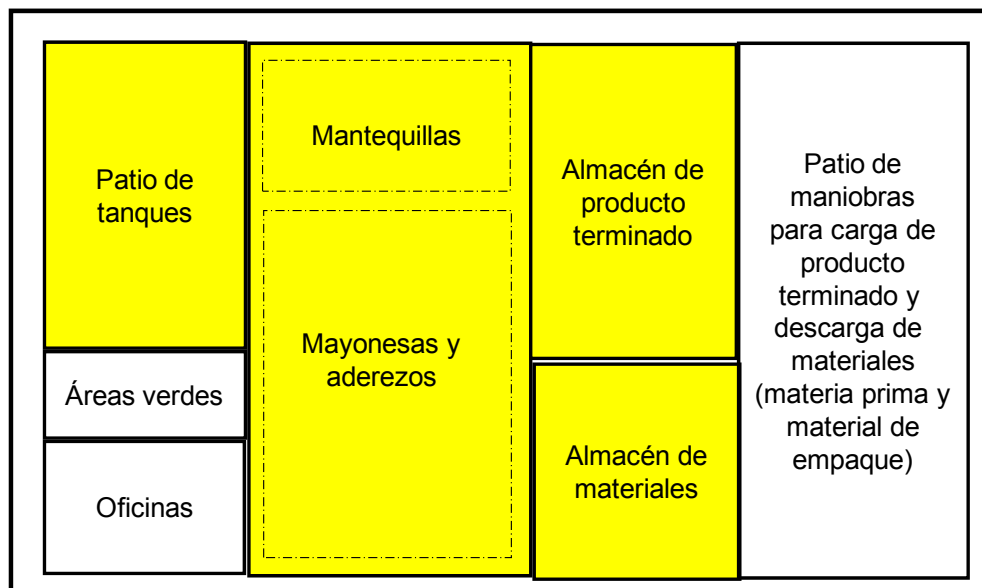 Patio de
tanques
Áreas verdes
Oficinas
Mantequillas
Mayonesas y
aderezos
Almacén de
producto
terminado
Almacén de
materiales
Patio de
maniobras
para carga de
producto
terminado y
descarga de
materiales
(materia prima y
material de
empaque)